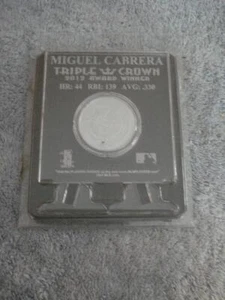 MIGUEL CABRERA
TRIPLE CROWN
2012 AWARD WINNER
HR: 44 RBI: 139 AVG: .330